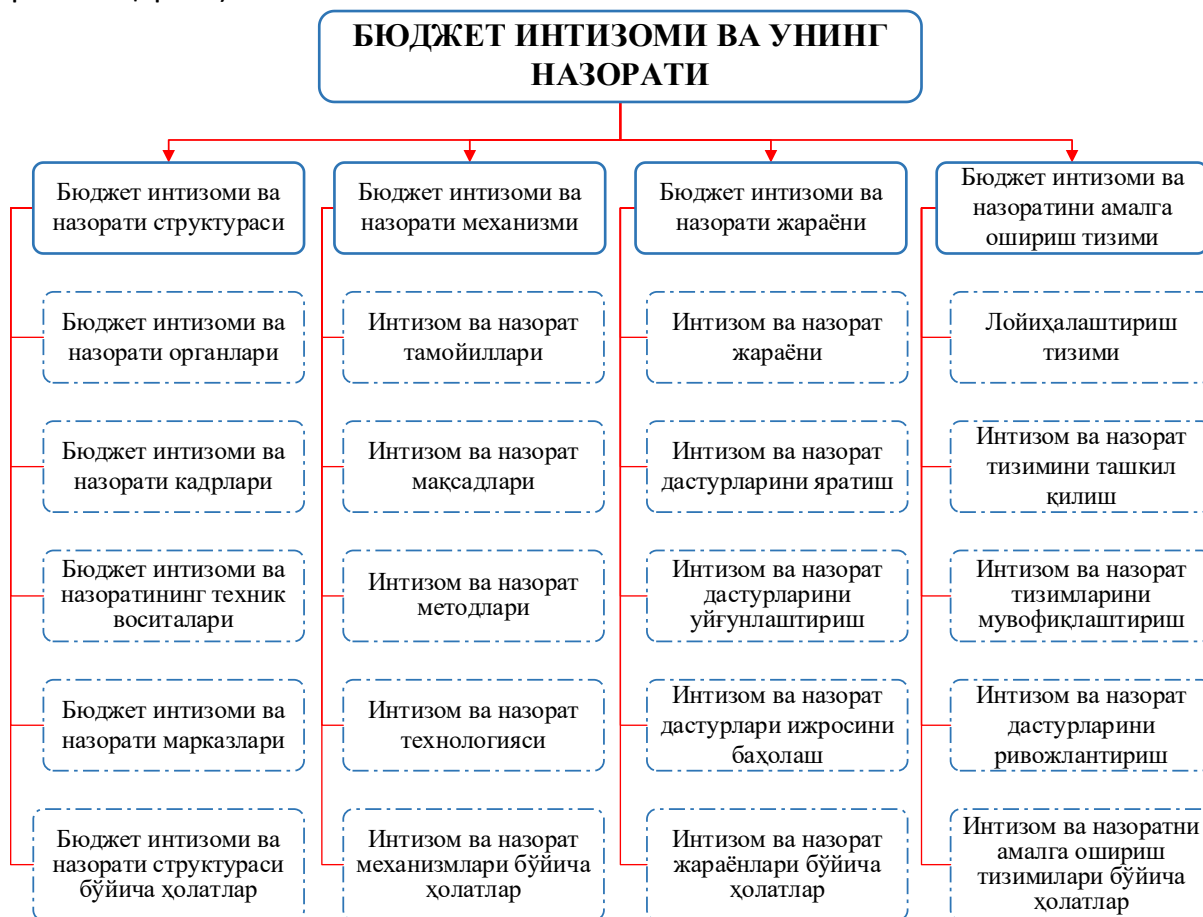 БЮДЖЕТ ИНТИЗОМИ ВА УНИНГ
НАЗОРАТИ
Бюджет интизоми ва
назорати структураси
Бюджет интизоми ва
назорати органлари
Бюджет интизоми ва
назорати кадрлари
Бюджет интизоми ва
назоратининг техник
воситалари
Бюджет интизоми ва
назорати марказлари
Бюджет интизоми ва
назорати структураси
бўйича ҳолатлар
Бюджет интизоми ва
назорати механизми
Интизом ва назорат
тамойиллари
Интизом ва назорат
мақсадлари
Интизом ва назорат
методлари
Интизом ва назорат
технологияси
Интизом ва назорат
механизмлари бўйича
ҳолатлар
Бюджет интизоми ва
назорати жараёни
Интизом ва назорат
жараёни
Интизом ва назорат
дастурларини яратиш
Интизом ва назорат
дастурларини
уйғунлаштириш
Интизом ва назорат
дастурлари ижросини
баҳолаш
Интизом ва назорат
жараёнлари бўйича
ҳолатлар
Бюджет интизоми ва
назоратини амалга
ошириш тизими
Лойиҳалаштириш
тизими
Интизом ва назорат
тизимини ташкил
қилиш
Интизом ва назорат
тизимларини
мувофиқлаштириш
Интизом ва назорат
дастурларини
ривожлантириш
Интизом ва назоратни
амалга ошириш
тизимилари бўйича
ҳолатлар